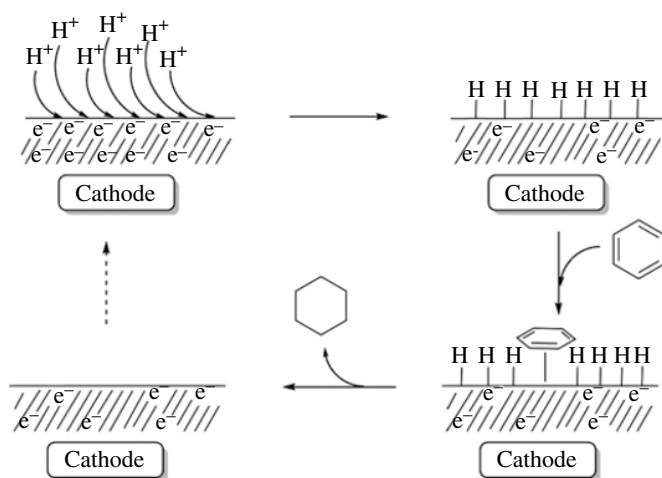 H⁺ H⁺ H⁺
H⁺ H⁺ H⁺ H⁺
e⁻ e⁻ e⁻ e⁻ e⁻ e⁻
e⁻ e⁻ e⁻ e⁻ e⁻
Cathode
H H H H H H H
e⁻ e⁻ e⁻
e⁻ e⁻ e⁻
Cathode
H H H H H H H
e⁻ e⁻ e⁻
e⁻ e⁻ e⁻
Cathode
e⁻ e⁻ e⁻
e⁻ e⁻ e⁻
Cathode